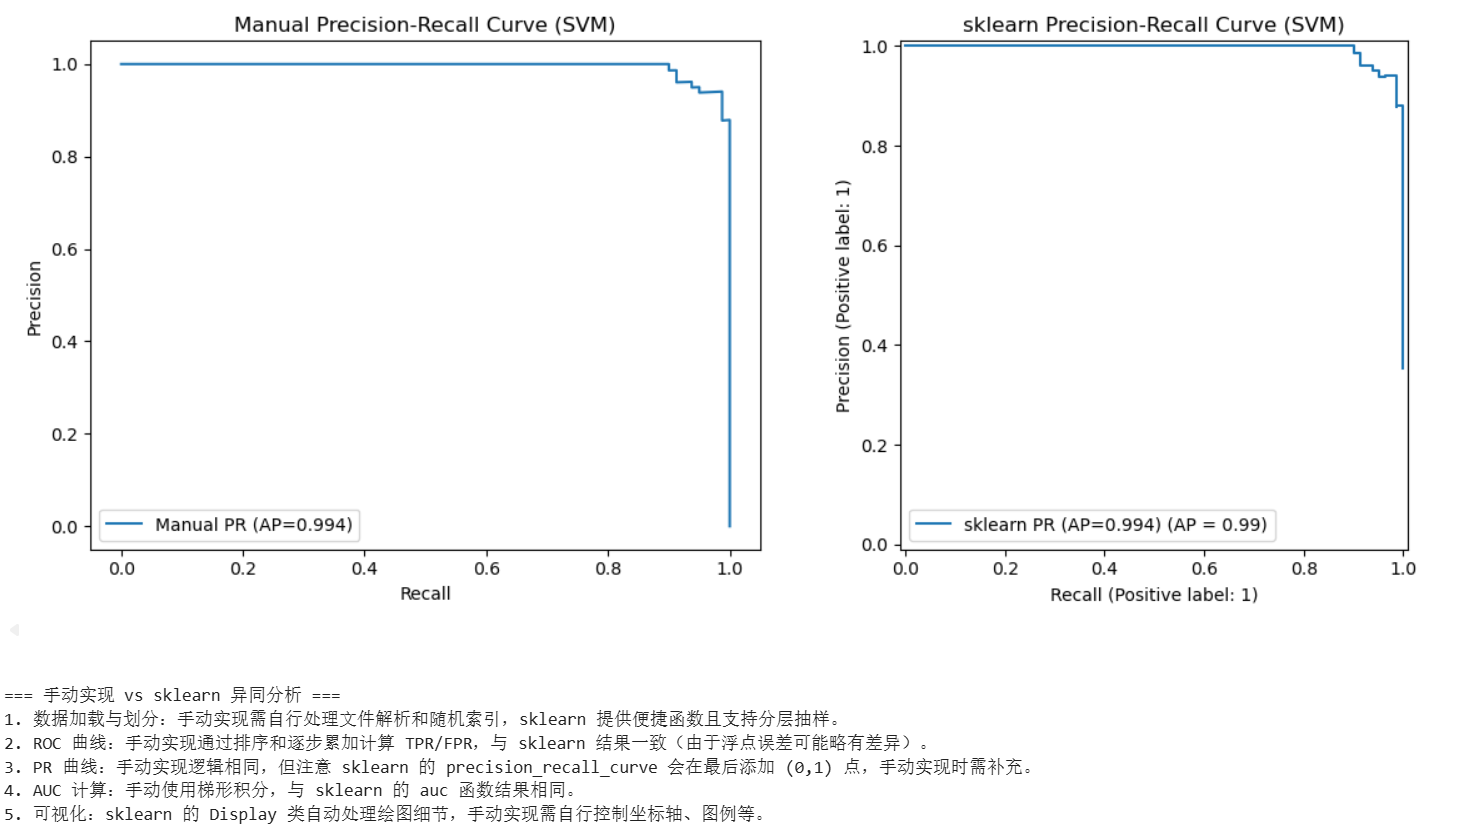 Manual Precision-Recall Curve (SVM)
1.0
0.8
0.6
0.4
0.2
0.0
Precision
Manual PR (AP=0.994)
0.0 0.2 0.4 0.6 0.8 1.0
Recall
sklearn Precision-Recall Curve (SVM)
1.0
0.8
0.6
0.4
0.2
0.0
Precision (Positive label: 1)
sklearn PR (AP=0.994) (AP = 0.99)
0.0 0.2 0.4 0.6 0.8 1.0
Recall (Positive label: 1)
=== 手动实现 vs sklearn 异同分析 ===
1. 数据加载与划分：手动实现需自行处理文件解析和随机索引，sklearn 提供便捷函数且支持分层抽样。
2. ROC 曲线：手动实现通过排序和逐步累加计算 TPR/FPR，与 sklearn 结果一致（由于浮点误差可能略有差异）。
3. PR 曲线：手动实现逻辑相同，但注意 sklearn 的 precision_recall_curve 会在最后添加 (0,1) 点，手动实现时需补充。
4. AUC 计算：手动使用梯形积分，与 sklearn 的 auc 函数结果相同。
5. 可视化：sklearn 的 Display 类自动处理绘图细节，手动实现需自行控制坐标轴、图例等。